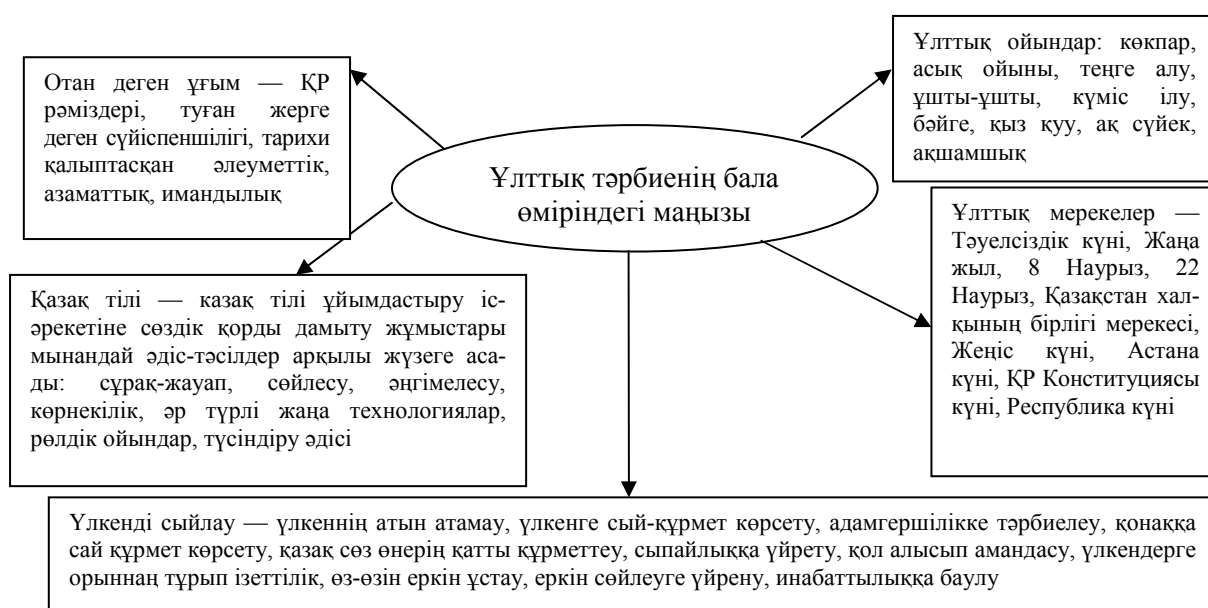 Отан деген ұғым — ҚР
рәміздері, туған жерге
деген сүйіспеншілігі, тарихи
қалыптасқан әлеуметтік,
азаматтық, имандылық
Ұлттық тәрбиенің бала
өміріндегі маңызы
Ұлттық ойындар: көкпар,
асық ойыны, теңге алу,
ұшты-ұшты, күміс ілу,
бәйге, қыз қуу, ақ сүйек,
ақшамшық
Ұлттық мерекелер —
Тәуелсіздік күні, Жаңа
жыл, 8 Наурыз, 22
Наурыз, Қазақстан хал-
қының бірлігі мерекесі,
Жеңіс күні, Астана
күні, ҚР Конституциясы
күні, Республика күні
Қазақ тілі — казақ тілі ұйымдастыру іс-
әрекетіне сөздік қорды дамыту жұмыстары
мынандай әдіс-тәсілдер арқылы жүзеге аса-
ды: сұрақ-жауап, сөйлесу, әңгімелесу,
көрнекілік, әр түрлі жаңа технологиялар,
рөлдік ойындар, түсіндіру әдісі
Үлкенді сыйлау — үлкеннің атын атамау, үлкенге сый-құрмет көрсету, адамгершілікке тәрбиелеу, қонаққа
сай құрмет көрсету, қазақ сөз өнерің қатты құрметтеу, сыпайлыққа үйрету, қол алысып амандасу, үлкендерге
орыннаң тұрып ізеттілік, өз-өзін еркін ұстау, еркін сөйлеуге үйрену, инабаттылыққа баулу